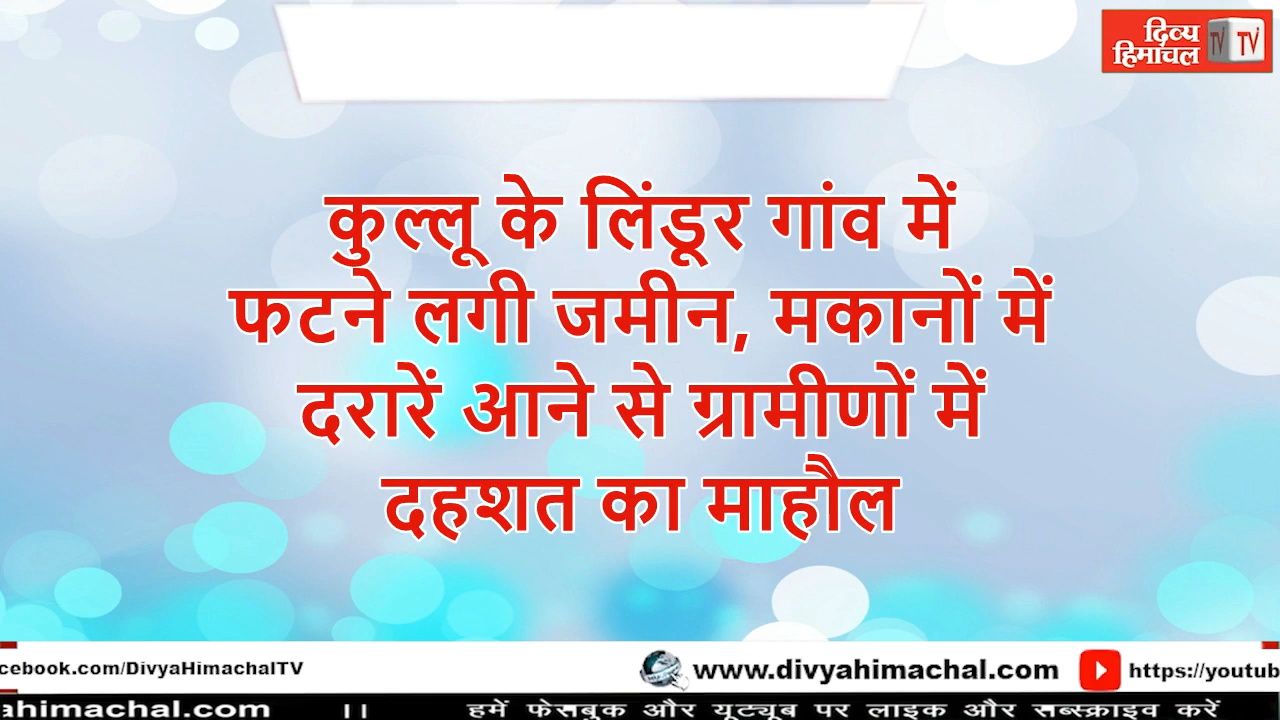 दिव्य
हिमाचल TV TV
कुल्लू के लिंडूर गांव में
फटने लगी जमीन, मकानों में
दरारें आने से ग्रामीणों में
दहशत का माहौल
cebook.com/DivyaHimachalTV
www.divyahimachal.com
https://youtub
ahimachal.com || हमें फेसबुक और यूट्यूब पर लाइक और सब्स्क्राइब करें